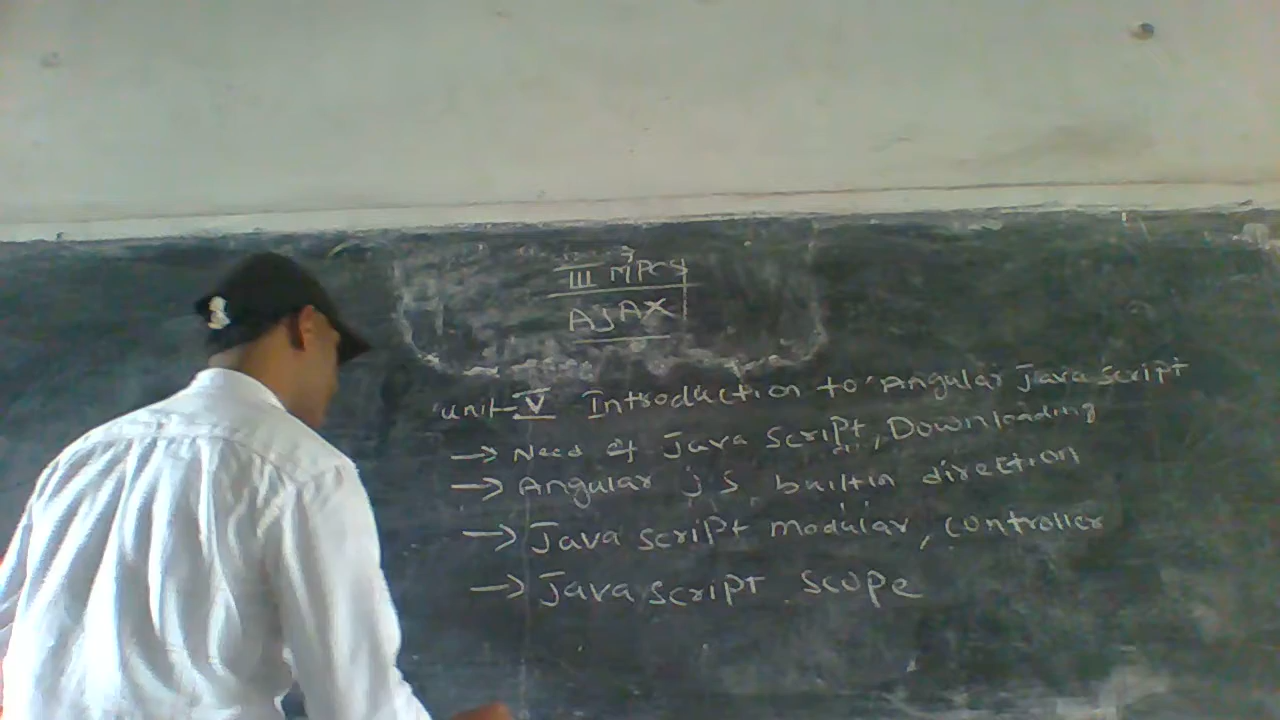 III MPCS
AJAX
unit-V Introduction to Angular Java script
→ Need of Java script, Downloading
→ Angular js builtin direction
→ Java script modular, controller
→ Java script scope